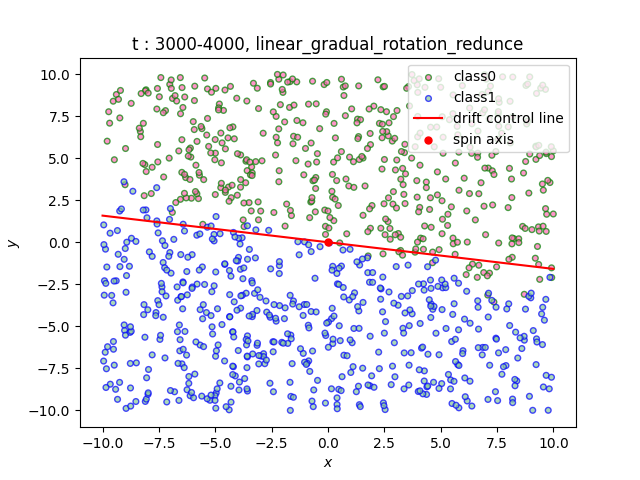 t : 3000-4000, linear_gradual_rotation_redunce
class0
class1
drift control line
spin axis
10.0
7.5
5.0
2.5
0.0
−2.5
−5.0
−7.5
−10.0
y
−10.0 −7.5 −5.0 −2.5 0.0 2.5 5.0 7.5 10.0
x